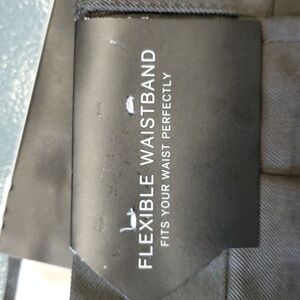 FLEXIBLE WAISTBAND
FITS YOUR WAIST PERFECTLY